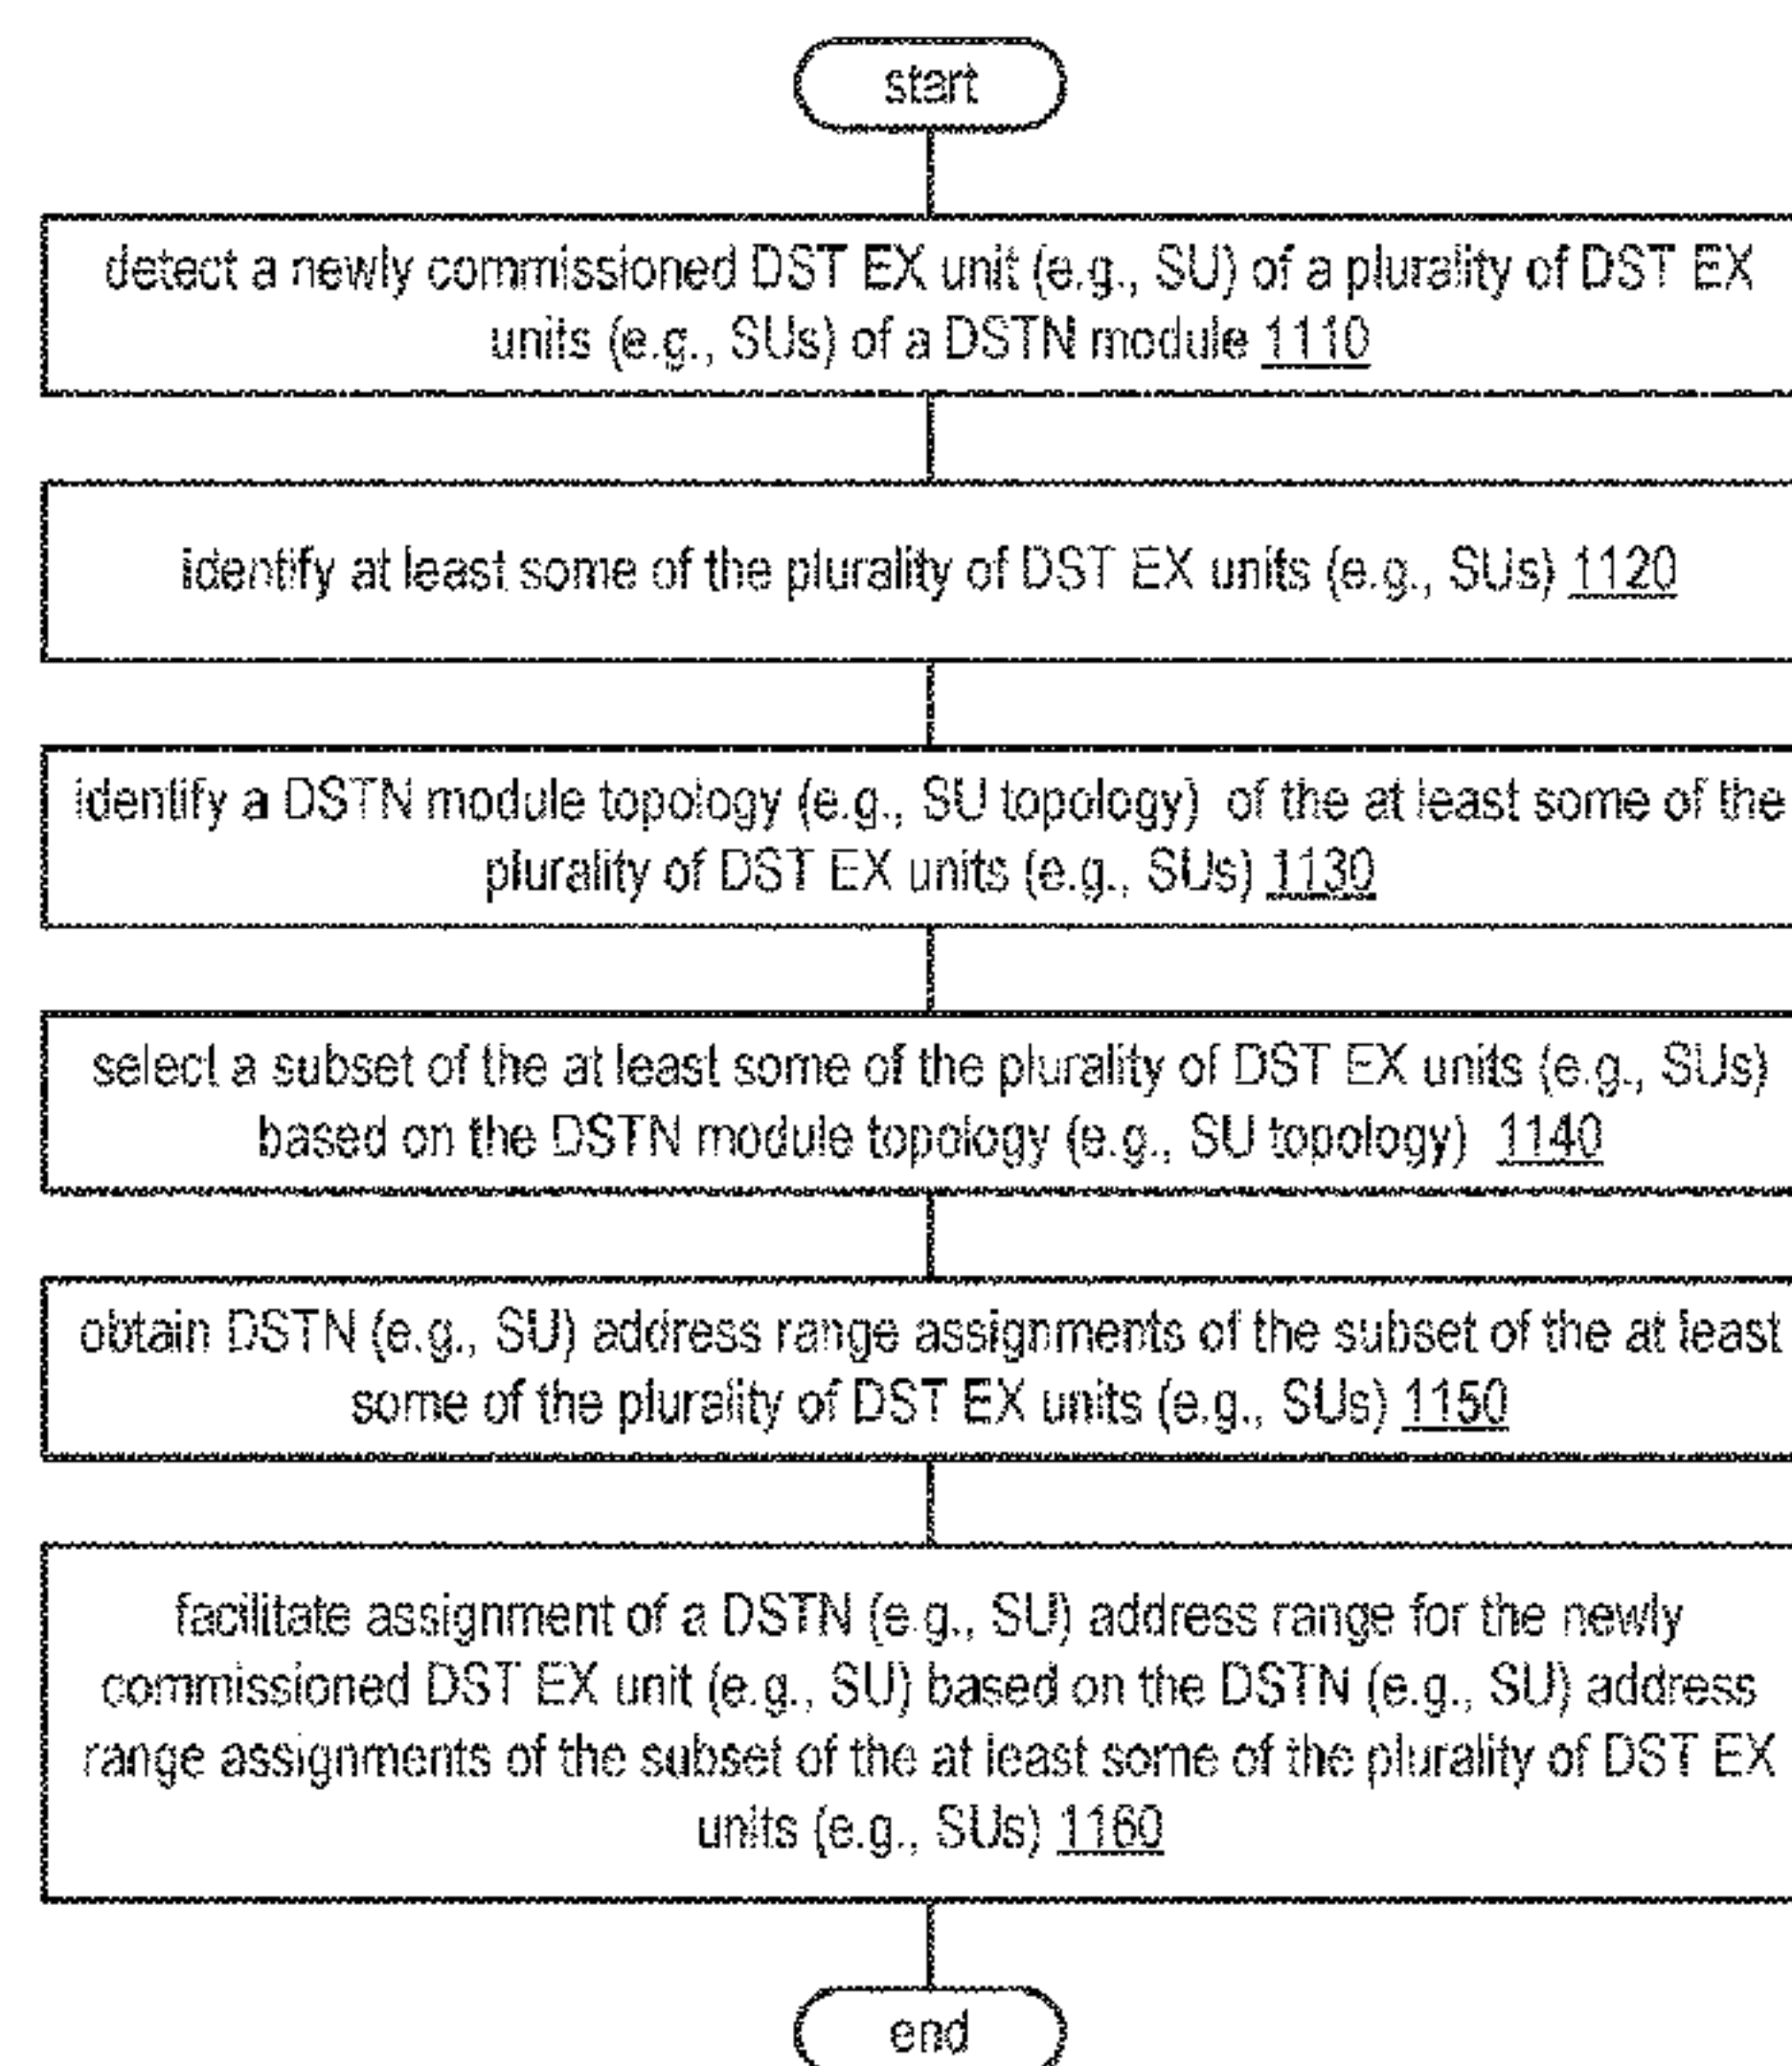 start
detect a newly commissioned DST EX unit (e.g., SU) of a plurality of DST EX
units (e.g., SUs) of a DSTN module 1110
identify at least some of the plurality of DST EX units (e.g., SUs) 1120
identify a DSTN module topology (e.g., SU topology) of the at least some of the
plurality of DST EX units (e.g., SUs) 1130
select a subset of the at least some of the plurality of DST EX units (e.g., SUs)
based on the DSTN module topology (e.g., SU topology) 1140
obtain DSTN (e.g., SU) address range assignments of the subset of the at least
some of the plurality of DST EX units (e.g., SUs) 1150
facilitate assignment of a DSTN (e.g., SU) address range for the newly
commissioned DST EX unit (e.g., SU) based on the DSTN (e.g., SU) address
range assignments of the subset of the at least some of the plurality of DST EX
units (e.g., SUs) 1160
end